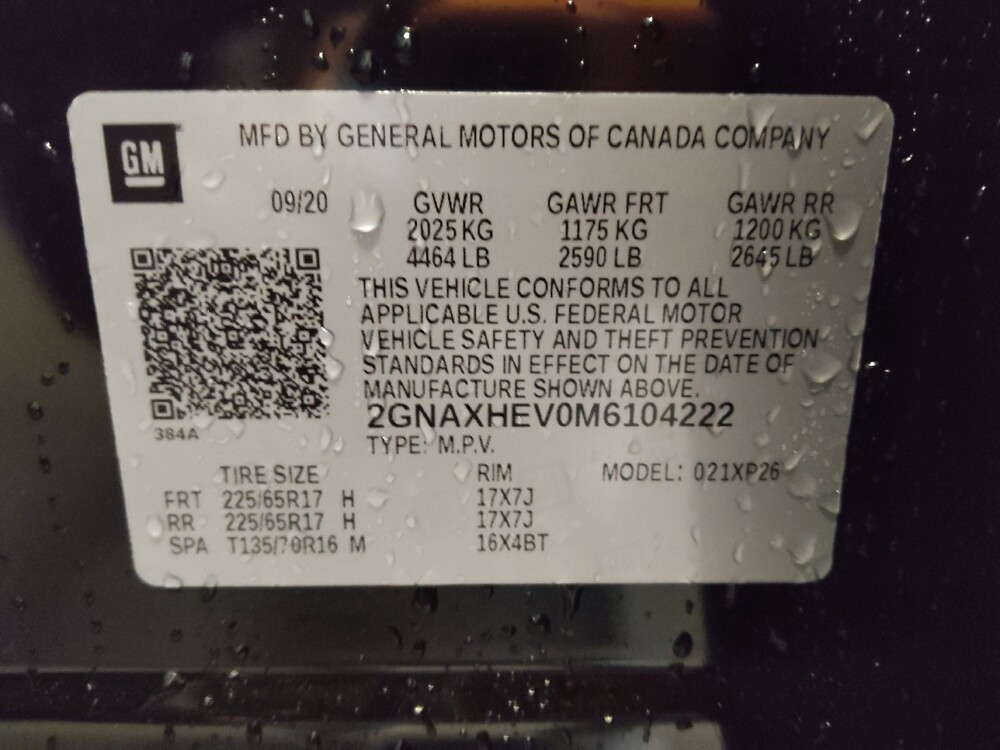 GM
MFD BY GENERAL MOTORS OF CANADA COMPANY
09/20 GVWR GAWR FRT GAWR RR
2025 KG 1175 KG 1200 KG
4464 LB 2590 LB 2645 LB
THIS VEHICLE CONFORMS TO ALL
APPLICABLE U.S. FEDERAL MOTOR
VEHICLE SAFETY AND THEFT PREVENTION
STANDARDS IN EFFECT ON THE DATE OF
MANUFACTURE SHOWN ABOVE.
2GNAXHEV0M6104222
384A
TYPE: M.P.V.
TIRE SIZE RIM MODEL: 021XP26
FRT 225/65R17 H 17X7J
RR 225/65R17 H 17X7J
SPA T135/70R16 M 16X4BT